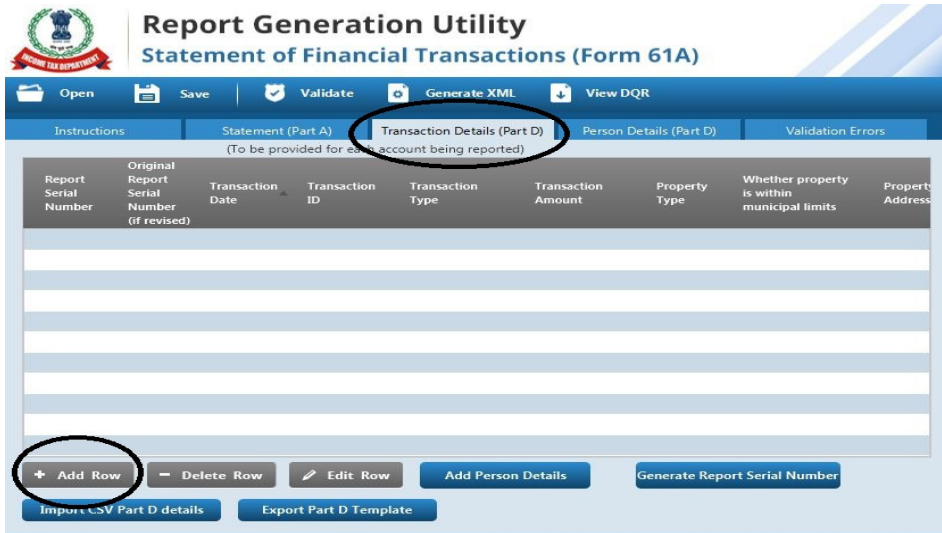 Report Generation Utility
INCOME TAX DEPARTMENT
Statement of Financial Transactions (Form 61A)
Open Save Validate Generate XML View DQR
Instructions Statement (Part A) Transaction Details (Part D) Person Details (Part D) Validation Errors
(To be provided for each account being reported)
Report Serial Number
Original Report Serial Number (if revised)
Transaction Date
Transaction ID
Transaction Type
Transaction Amount
Property Type
Whether property is within municipal limits
Property Address
+ Add Row - Delete Row Edit Row Add Person Details Generate Report Serial Number
Import CSV Part D details Export Part D Template